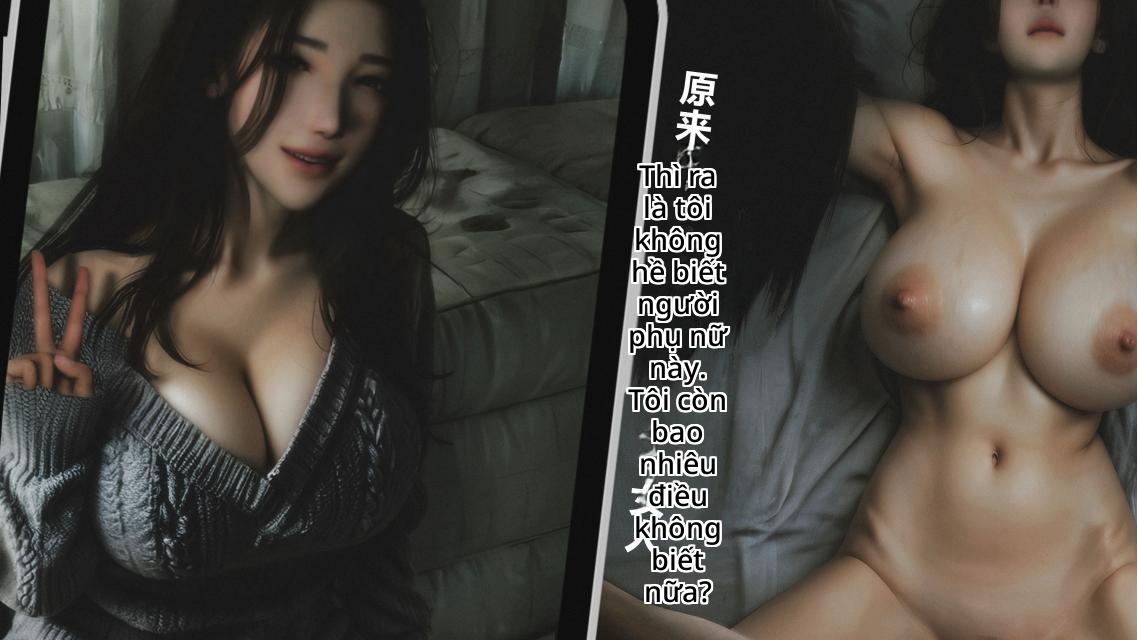 原来
Thì ra
là tôi
không
hề biết
người
phụ nữ
này.
Tôi còn
bao
nhiêu
điều
không
biết
nữa?